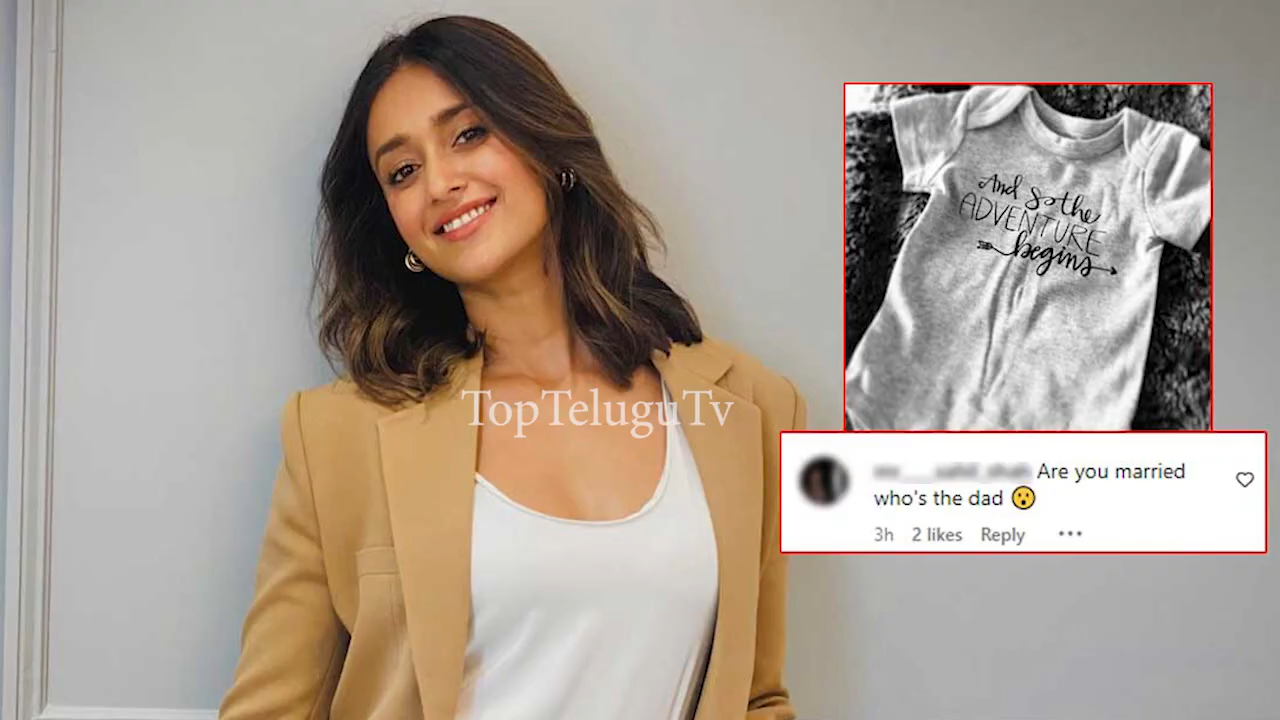 And So the
ADVENTURE
begins
TopTeluguTv
Are you married
who's the dad 😮
3h 2 likes Reply •••